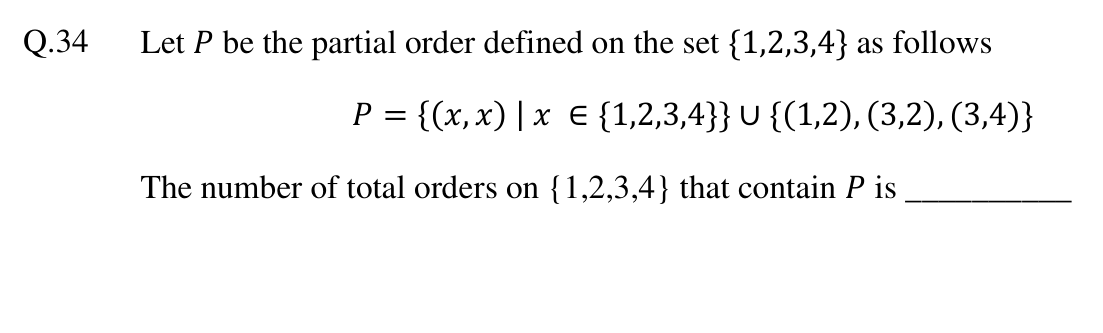 Q.34 Let P be the partial order defined on the set {1,2,3,4} as follows
P = {(x, x) | x ∈ {1,2,3,4}} ∪ {(1,2), (3,2), (3,4)}
The number of total orders on {1,2,3,4} that contain P is __________